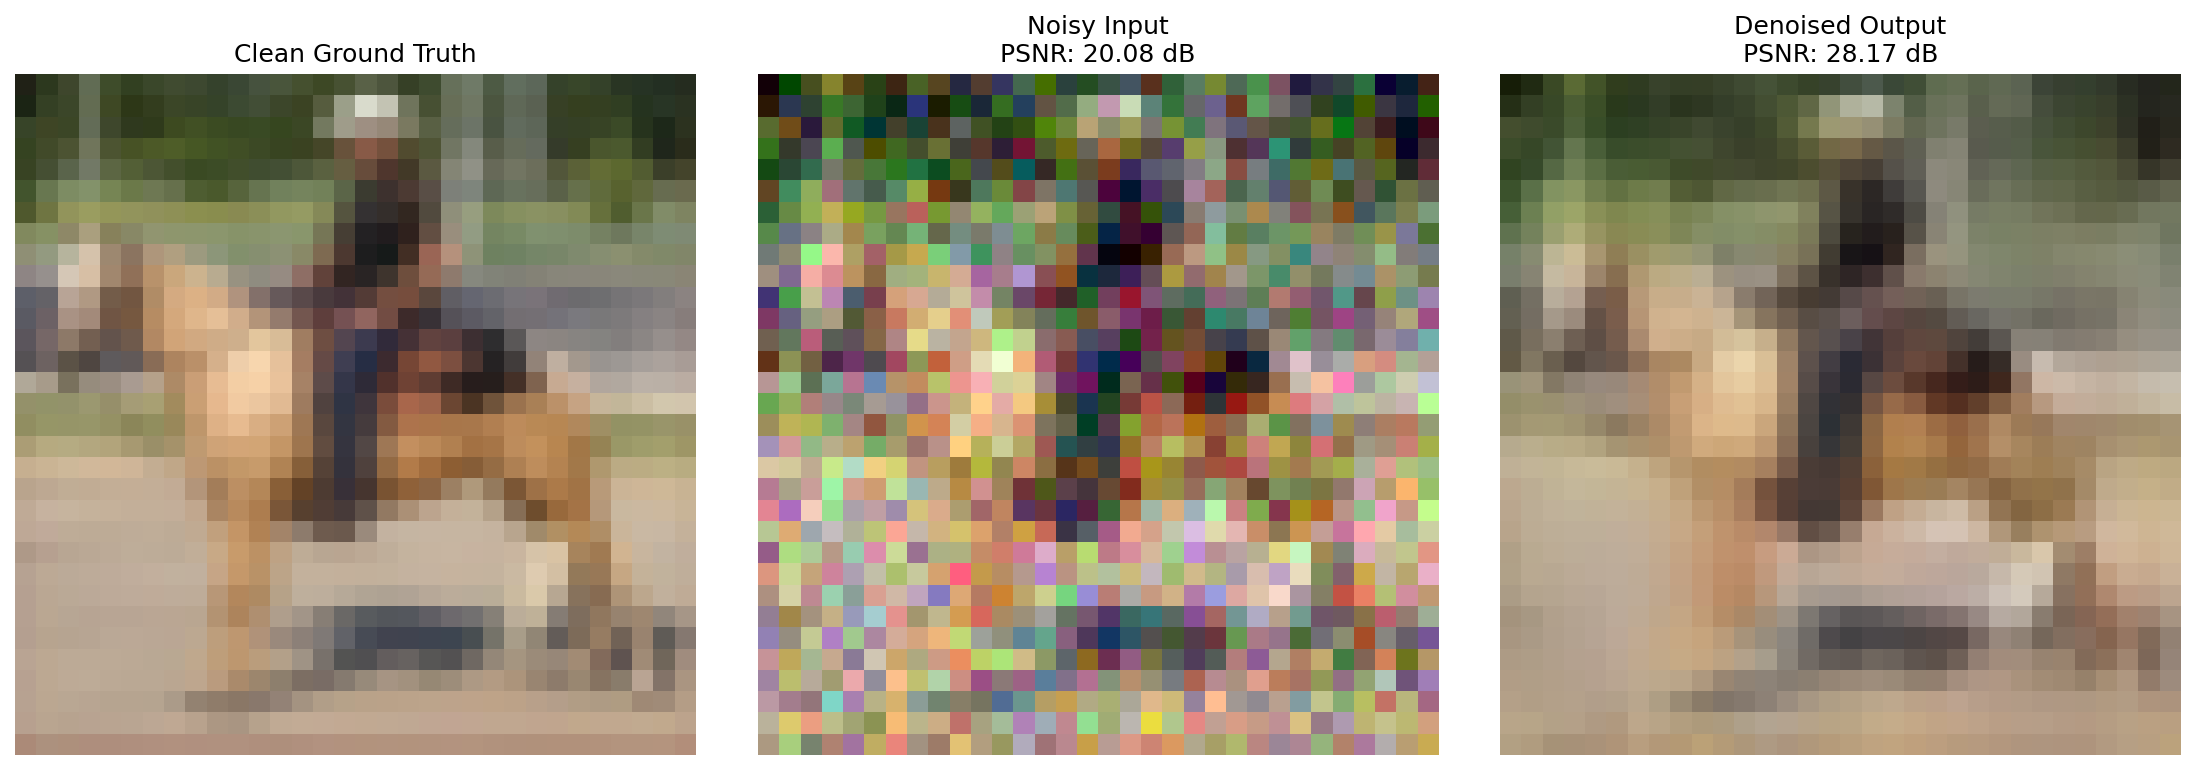 Clean Ground Truth
Noisy Input
PSNR: 20.08 dB
Denoised Output
PSNR: 28.17 dB